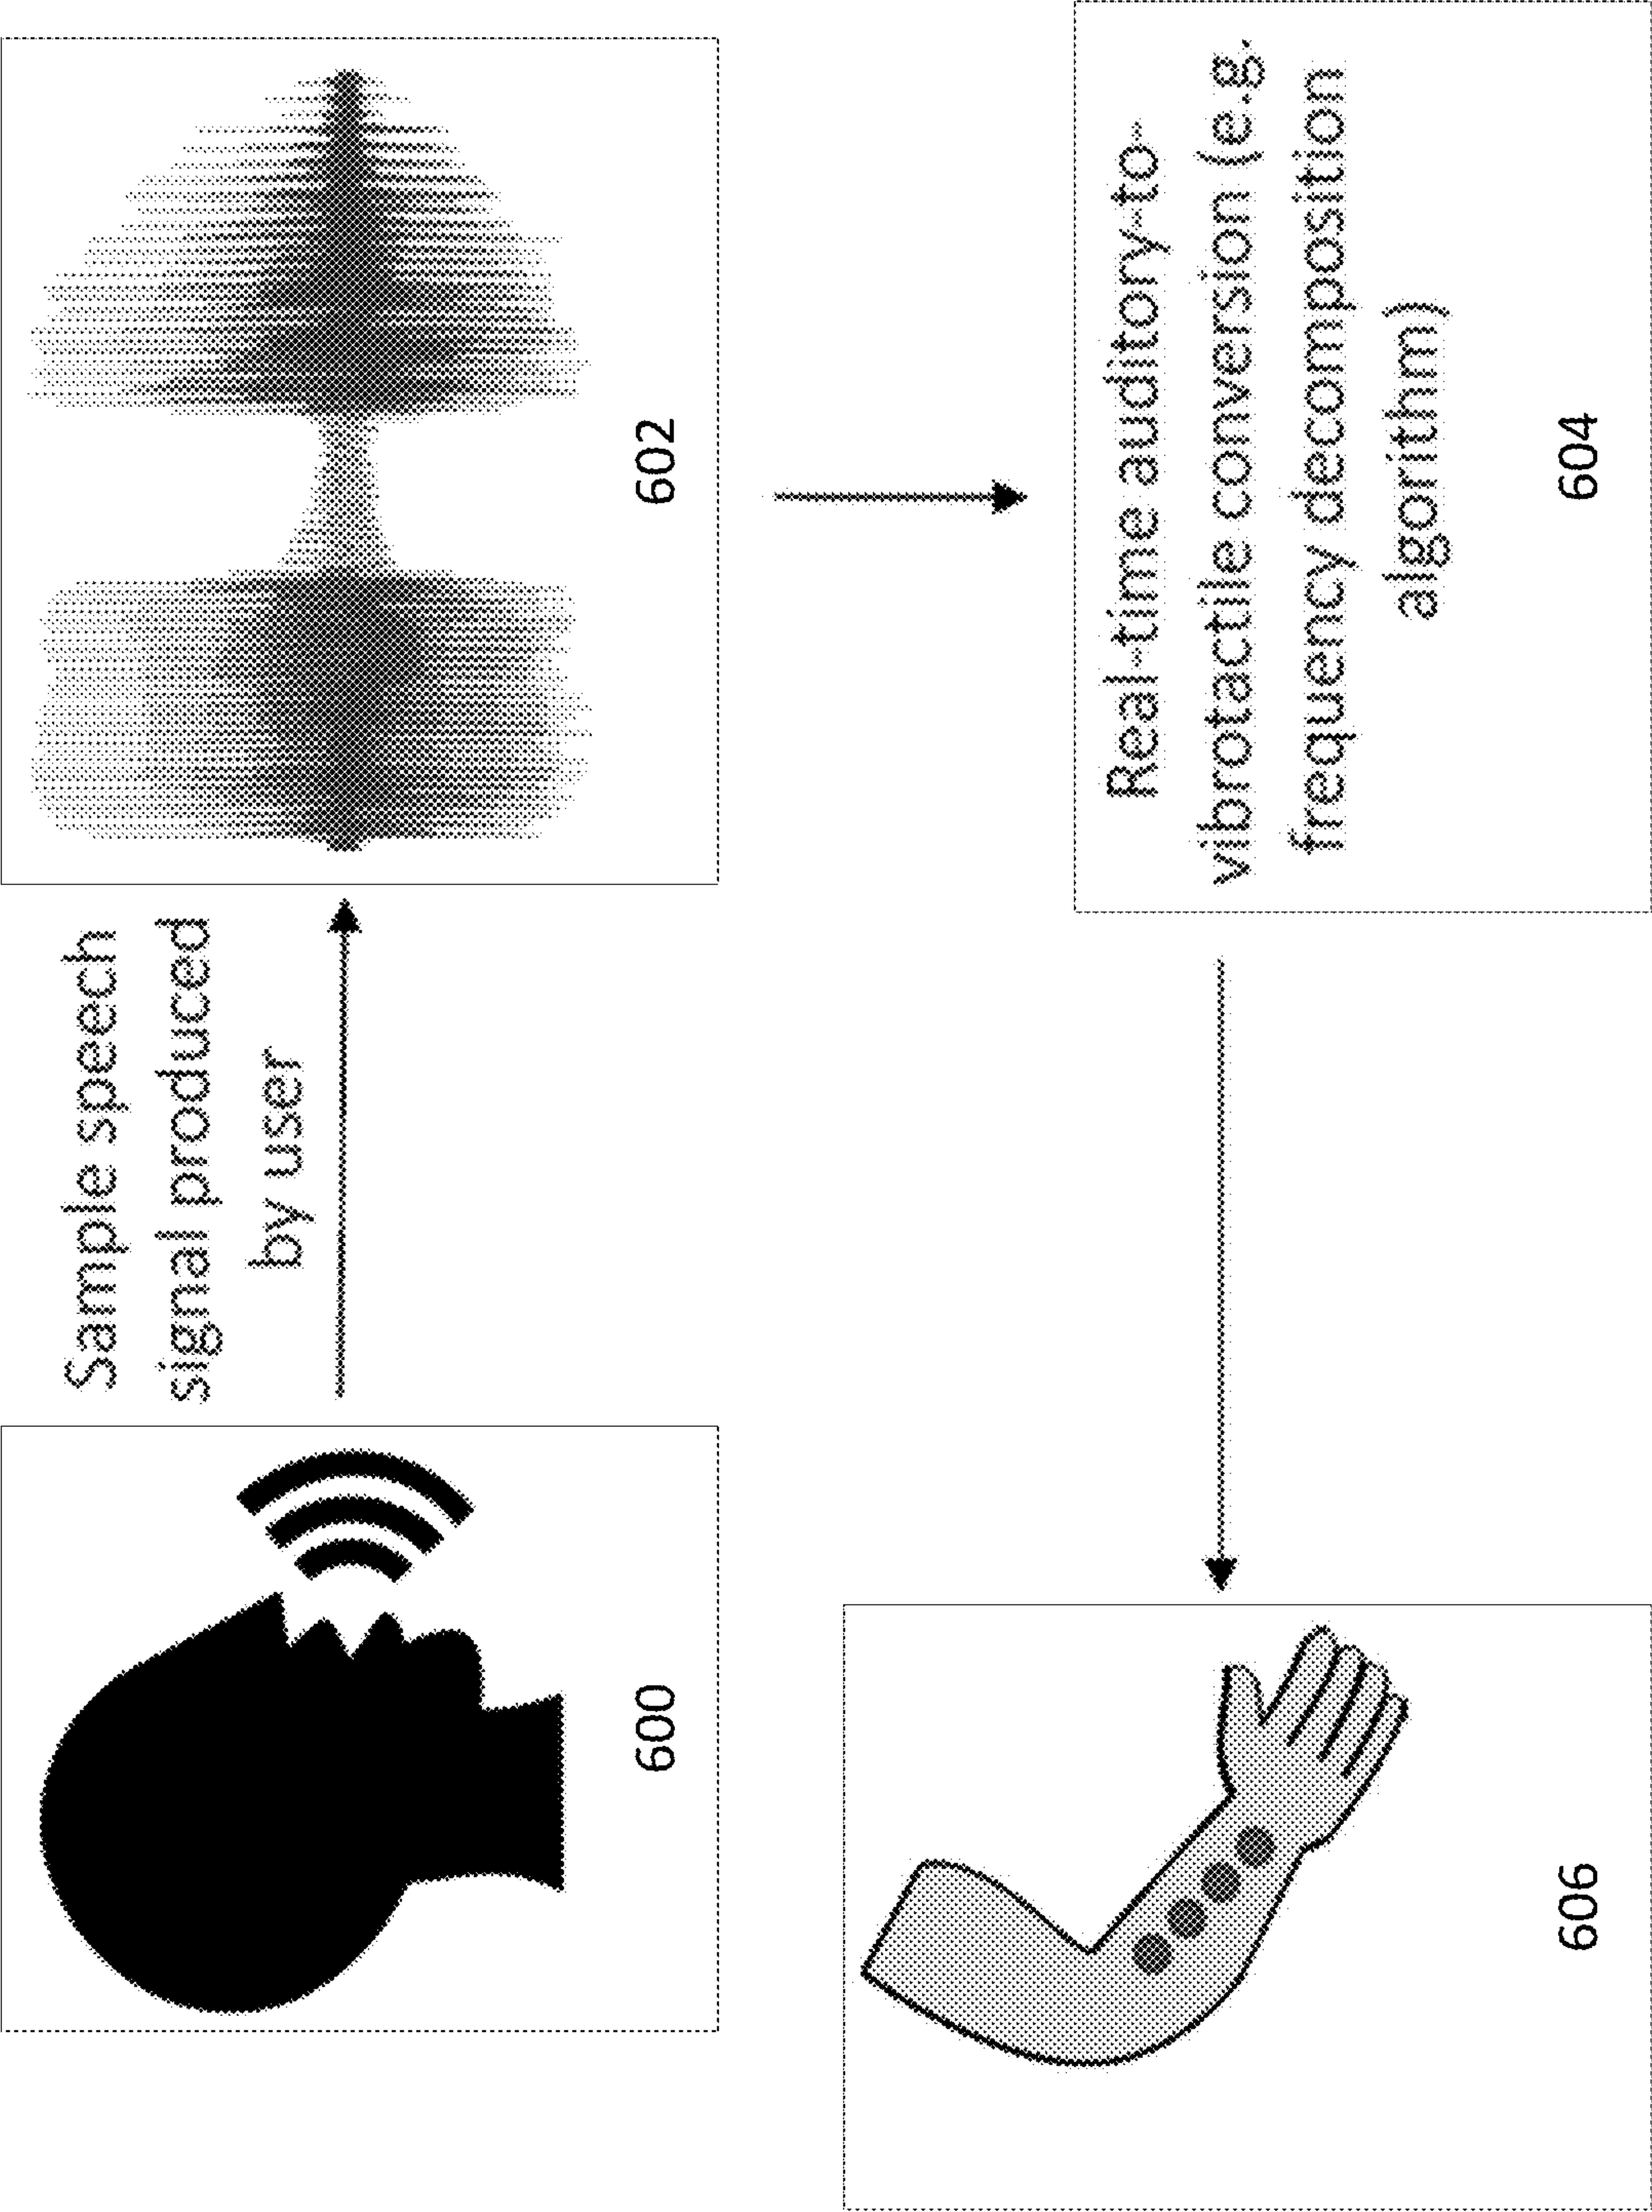 Sample speech
signal produced
by user
600
602
Real-time auditory-to-
vibrotactile conversion (e.g.
frequency decomposition
algorithm)
604
606